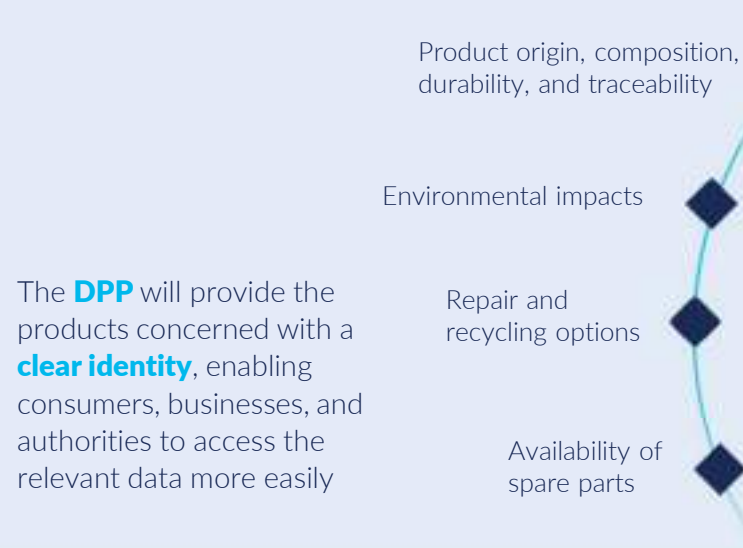 Product origin, composition,
durability, and traceability
Environmental impacts
The DPP will provide the
products concerned with a
clear identity, enabling
consumers, businesses, and
authorities to access the
relevant data more easily
Repair and
recycling options
Availability of
spare parts